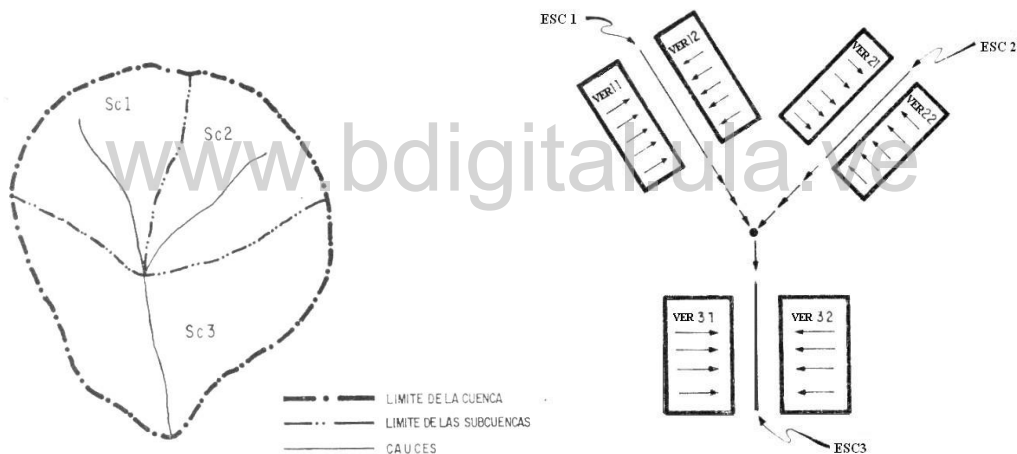 ESC 1
VER 12
VER 11
VER 21
ESC 2
VER 22
Sc1
Sc2
www.bdigital.ula.ve
Sc3
VER 31
VER 32
LIMITE DE LA CUENCA
LIMITE DE LAS SUBCUENCAS
CAUCES
ESC3